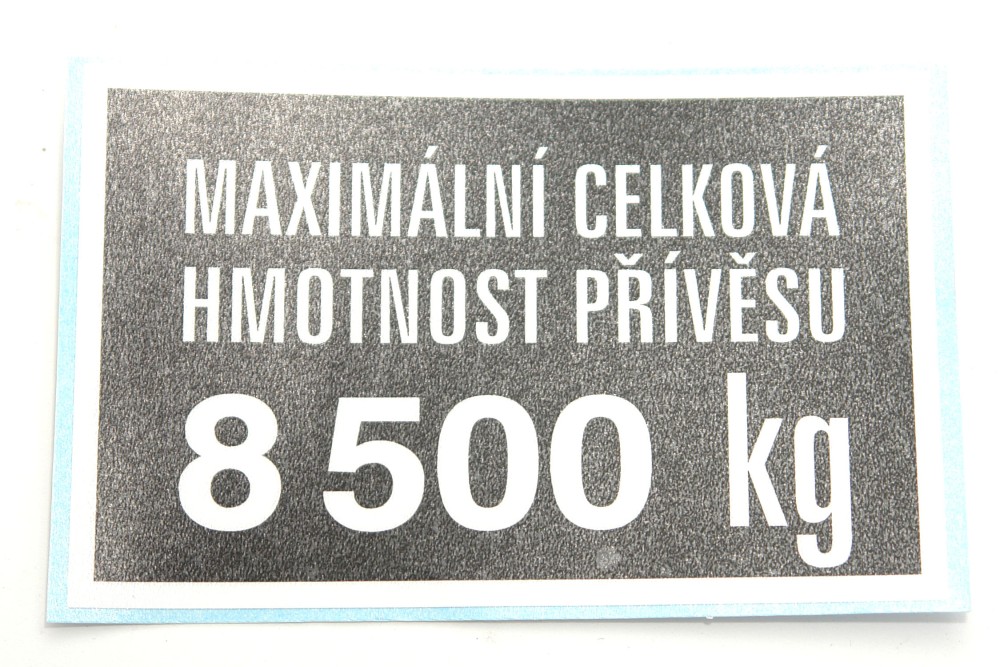 MAXIMÁLNÍ CELKOVÁ
HMOTNOST PŘÍVĚSU
8 500 kg